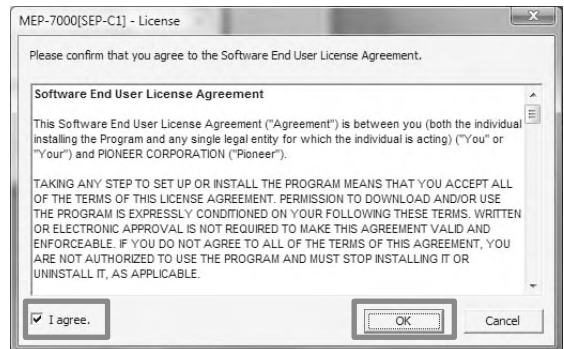 MEP-7000[SEP-C1] - License
Please confirm that you agree to the Software End User License Agreement.
Software End User License Agreement
This Software End User License Agreement ("Agreement") is between you (both the individual
installing the Program and any single legal entity for which the individual is acting) ("You" or
"Your") and PIONEER CORPORATION ("Pioneer").
TAKING ANY STEP TO SET UP OR INSTALL THE PROGRAM MEANS THAT YOU ACCEPT ALL
OF THE TERMS OF THIS LICENSE AGREEMENT. PERMISSION TO DOWNLOAD AND/OR USE
THE PROGRAM IS EXPRESSLY CONDITIONED ON YOUR FOLLOWING THESE TERMS. WRITTEN
OR ELECTRONIC APPROVAL IS NOT REQUIRED TO MAKE THIS AGREEMENT VALID AND
ENFORCEABLE. IF YOU DO NOT AGREE TO ALL OF THE TERMS OF THIS AGREEMENT, YOU
ARE NOT AUTHORIZED TO USE THE PROGRAM AND MUST STOP INSTALLING IT OR
UNINSTALL IT, AS APPLICABLE.
I agree.
OK
Cancel